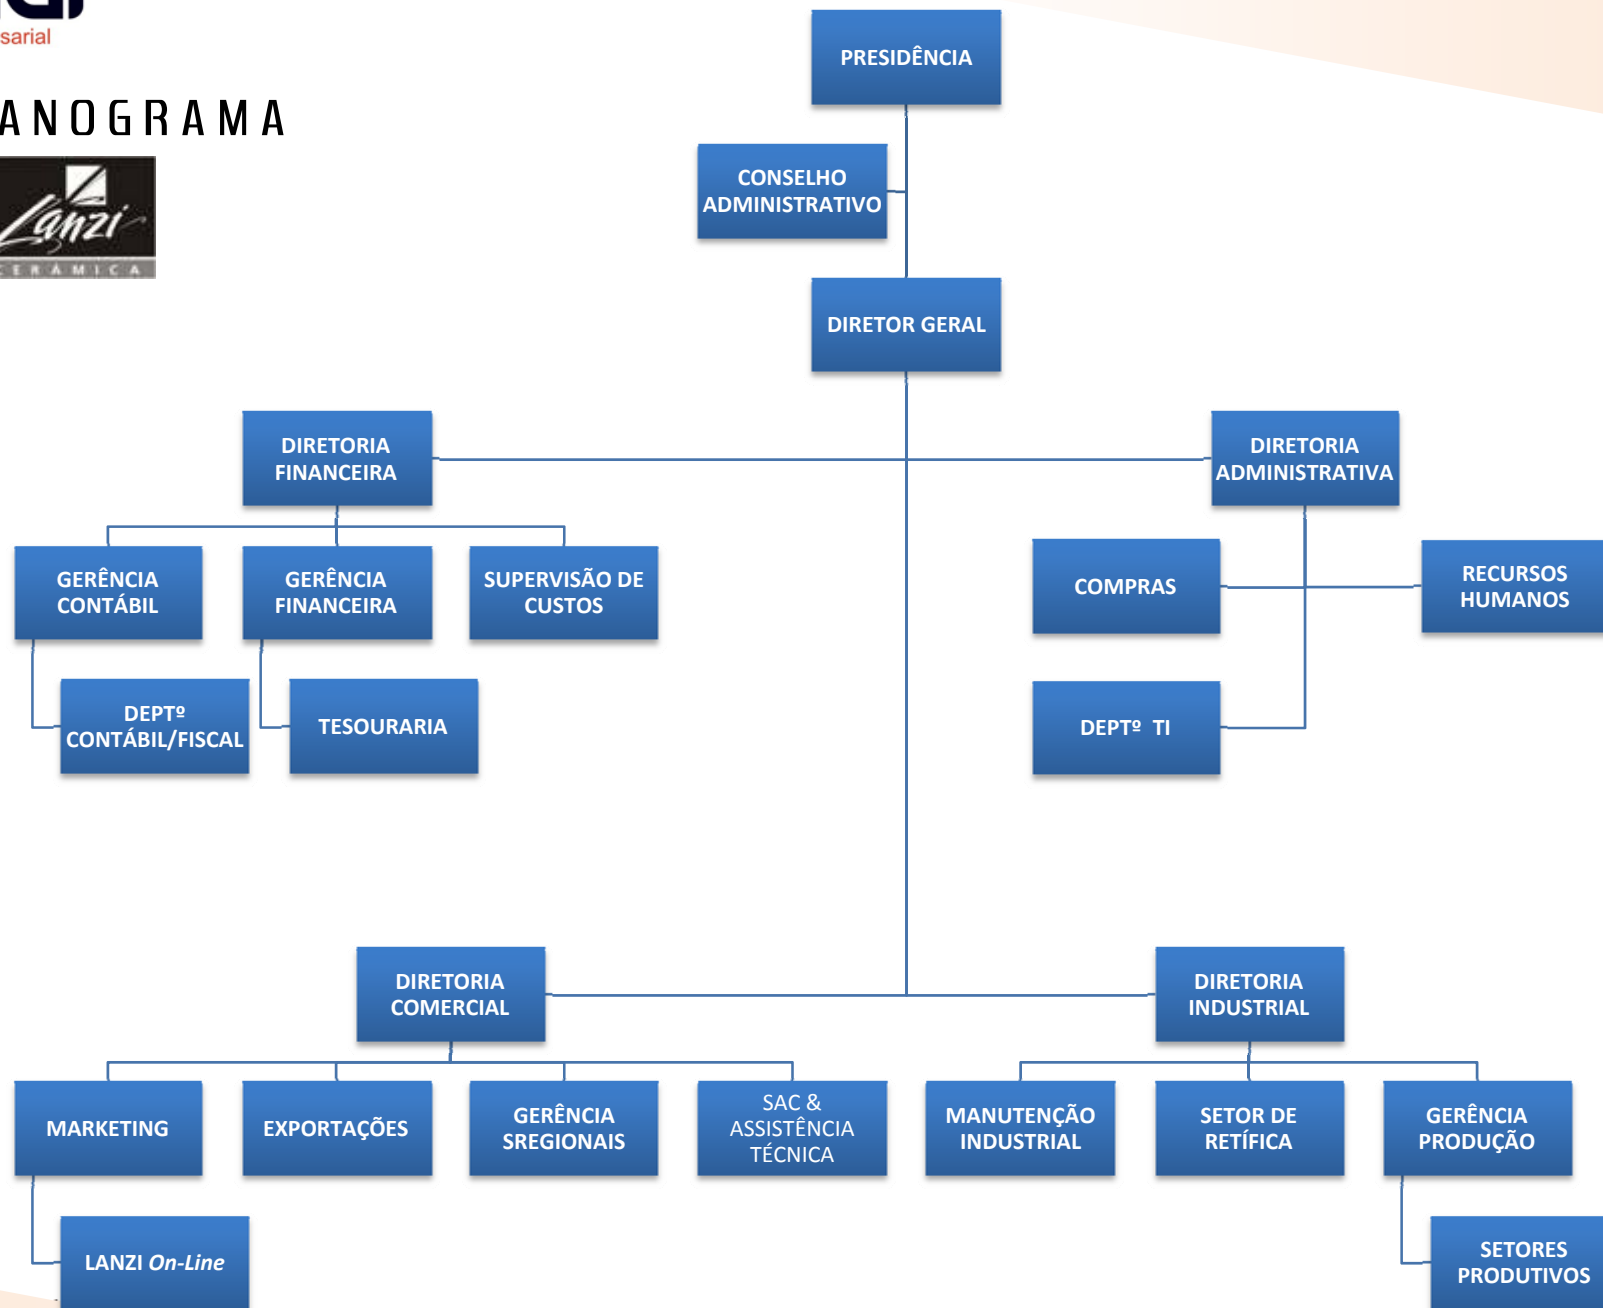 sarial
ANOGRAMA
Lanzi
CERÂMICA
PRESIDÊNCIA
CONSELHO
ADMINISTRATIVO
DIRETOR GERAL
DIRETORIA
FINANCEIRA
DIRETORIA
ADMINISTRATIVA
GERÊNCIA
CONTÁBIL
GERÊNCIA
FINANCEIRA
SUPERVISÃO DE
CUSTOS
COMPRAS
RECURSOS
HUMANOS
DEPTº
CONTÁBIL/FISCAL
TESOURARIA
DEPTº TI
DIRETORIA
COMERCIAL
DIRETORIA
INDUSTRIAL
MARKETING
EXPORTAÇÕES
GERÊNCIA
SREGIONAIS
SAC &
ASSISTÊNCIA
TÉCNICA
MANUTENÇÃO
INDUSTRIAL
SETOR DE
RETÍFICA
GERÊNCIA
PRODUÇÃO
LANZI On-Line
SETORES
PRODUTIVOS